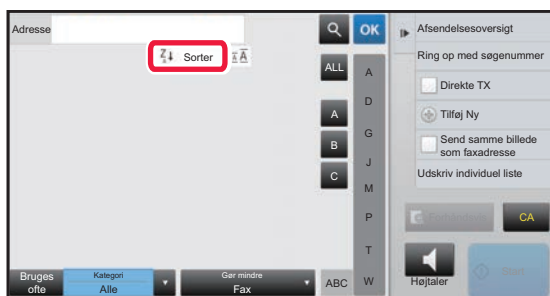 Adresse
OK
Sorter
ALL
A
B
C
ABC
A
D
G
J
M
P
T
W
Bruges ofte
Kategori
Alle
Gør mindre
Fax
Afsendelsesoversigt
Ring op med søgenummer
Direkte TX
Tilføj Ny
Send samme billede
som faxadresse
Udskriv individuel liste
CA
Højtaler
Start